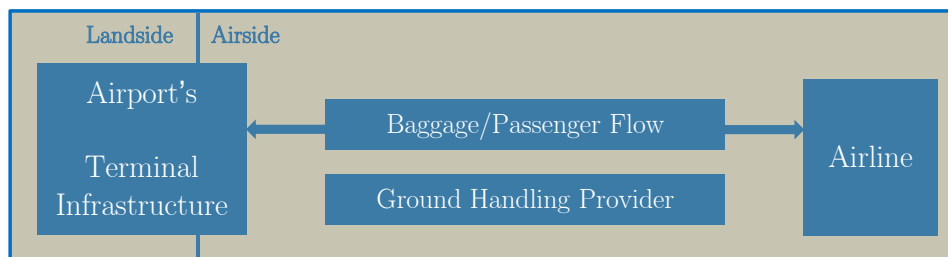 Landside
Airside
Airport's
Terminal
Infrastructure
Baggage/Passenger Flow
Ground Handling Provider
Airline